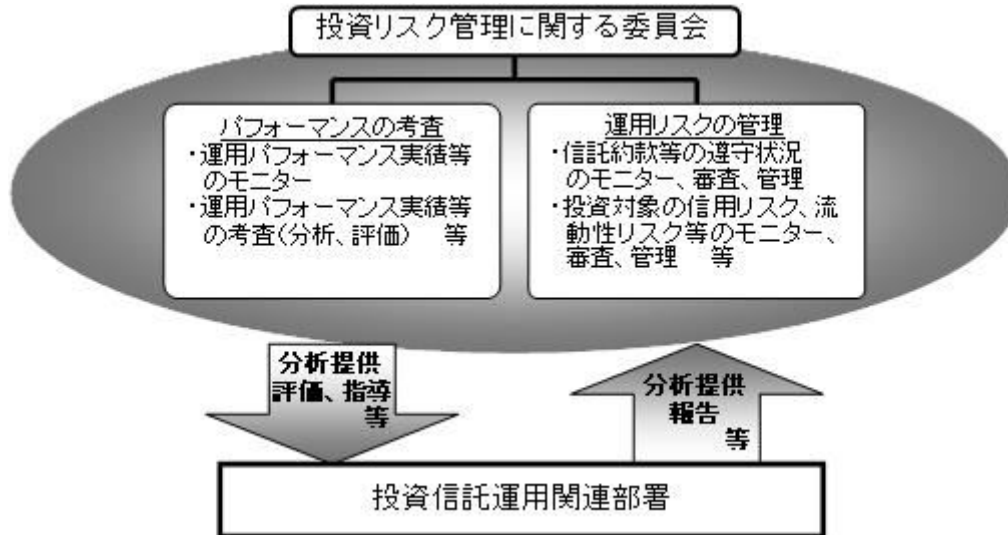 投資リスク管理に関する委員会
パフォーマンスの考査
・運用パフォーマンス実績等
のモニター
・運用パフォーマンス実績等
の考査(分析、評価) 等
運用リスクの管理
・信託約款等の遵守状況
のモニター、審査、管理
・投資対象の信用リスク、流
動性リスク等のモニター、
審査、管理 等
分析提供
評価、指導
等
分析提供
報告
等
投資信託運用関連部署